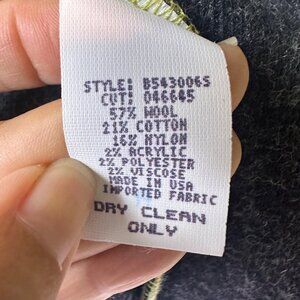 STYLE: B5430065
CUT: 046645
57% WOOL
21% COTTON
16% NYLON
2% ACRYLIC
2% POLYESTER
2% VISCOSE
MADE IN USA
IMPORTED FABRIC
DRY CLEAN
ONLY